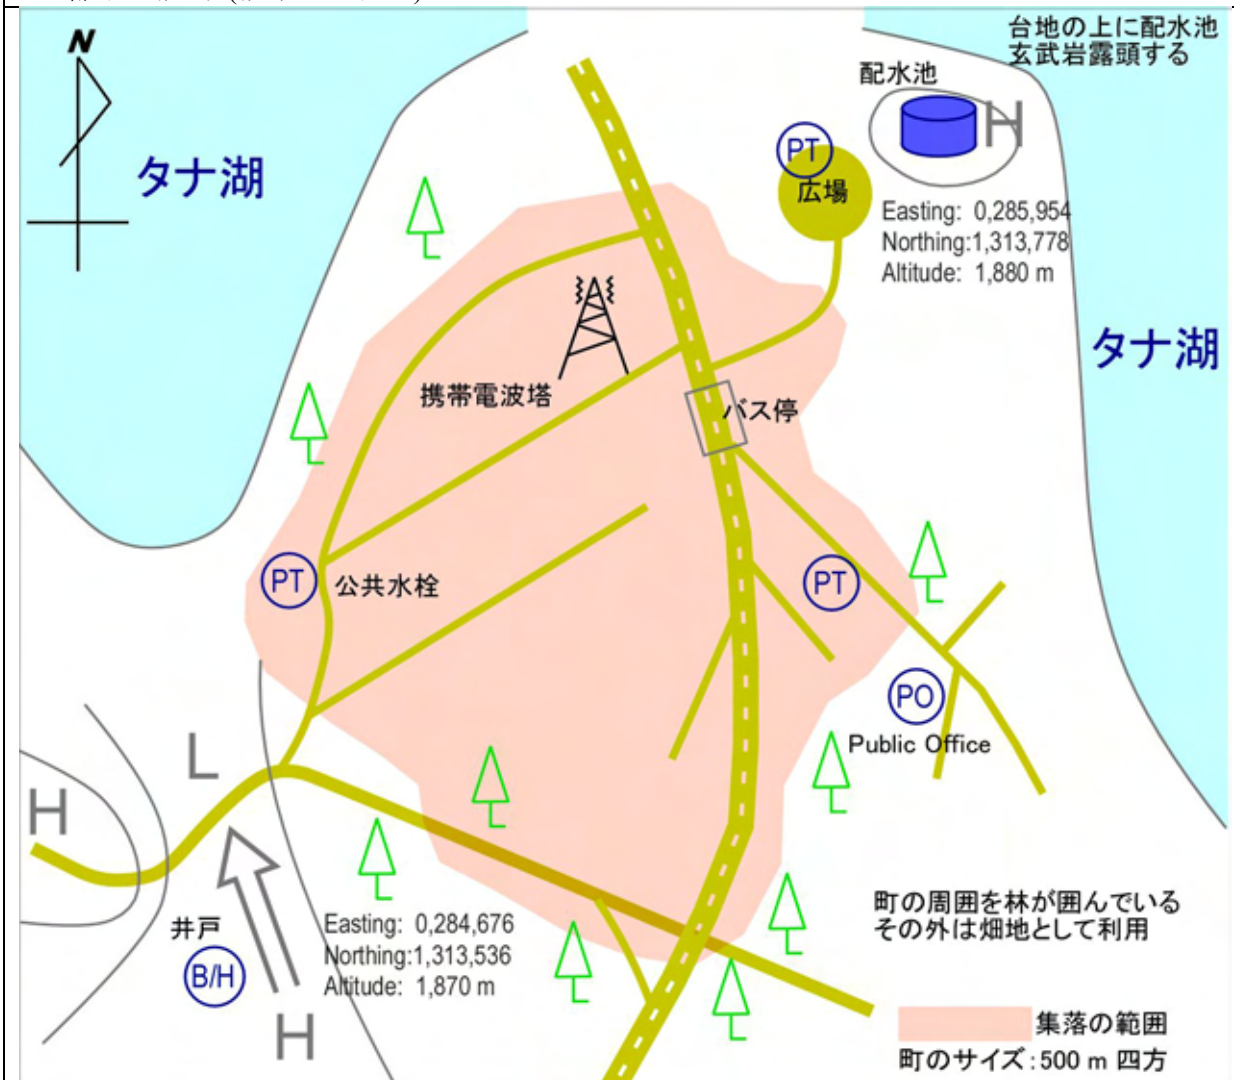 台地の上に配水池
玄武岩露頭する
N
配水池
H
PT
広場
タナ湖
Easting: 0,285,954
Northing:1,313,778
Altitude: 1,880 m
タナ湖
携帯電波塔
バス停
PT
公共水栓
PT
PO
Public Office
L
H
井戸
B/H
H
Easting: 0,284,676
Northing:1,313,536
Altitude: 1,870 m
町の周囲を林が囲んでいる
その外は畑地として利用
集落の範囲
町のサイズ:500 m 四方